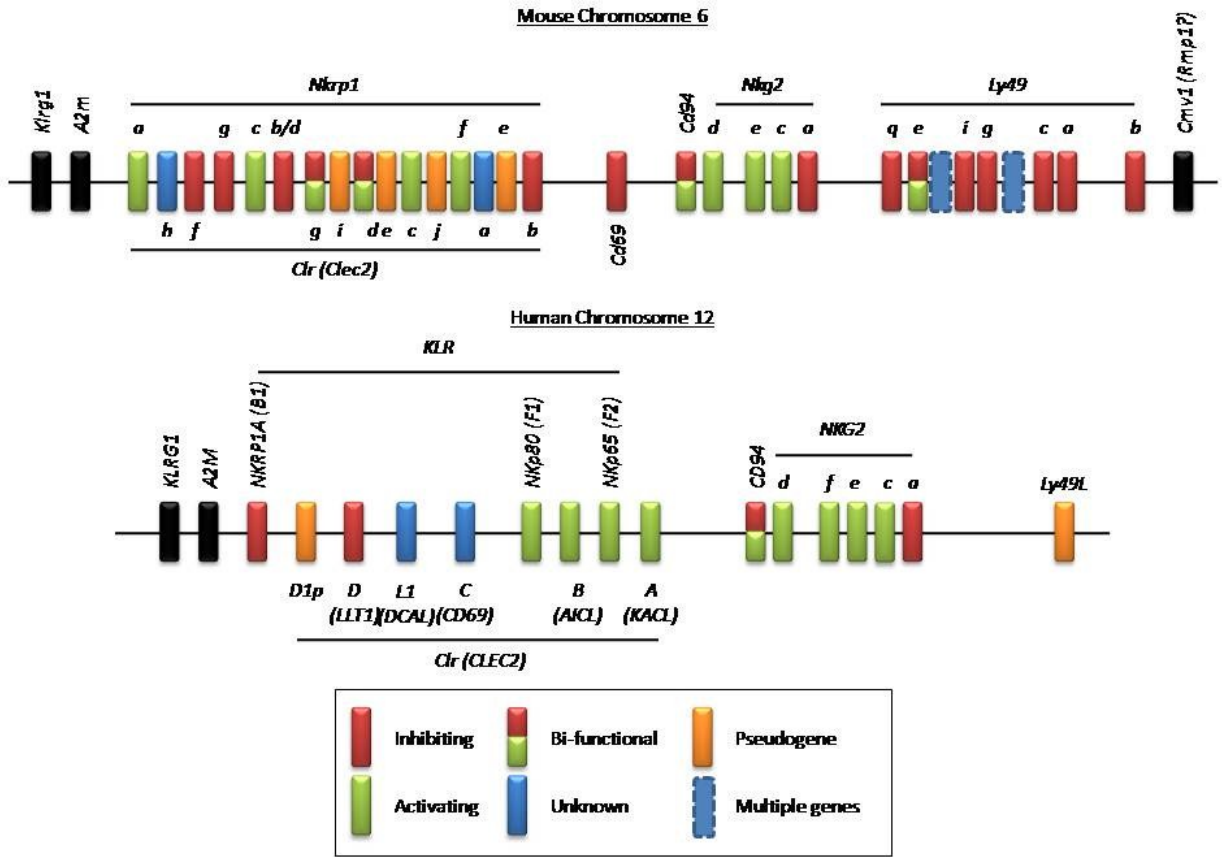 Mouse Chromosome 6
Klrg1
A2m
Nkrp1
a g c b/d f e
h f g i d e c j a b
Clr (Clec2)
Cd69
Cd94
Nkg2
d e c a
Ly49
q e i g c a b
Cmv1 (Rmp1?)
Human Chromosome 12
KLR
KLRG1
A2M
NKRP1A (B1)
NKp80 (F1)
NKp65 (F2)
D1p D L1 C B A
(LLT1) (DCAL) (CD69) (AICL) (KACL)
Clr (CLEC2)
CD94
NKG2
d f e c a
Ly49L
Inhibiting Bi-functional Pseudogene
Activating Unknown Multiple genes